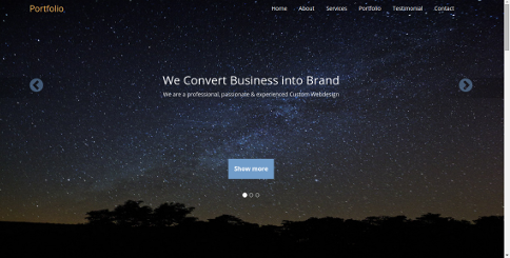 Portfolio
Home About Services Portfolio Testimonial Contact
We Convert Business into Brand
We are a professional, passionate & experienced Custom Webdesign
Show more